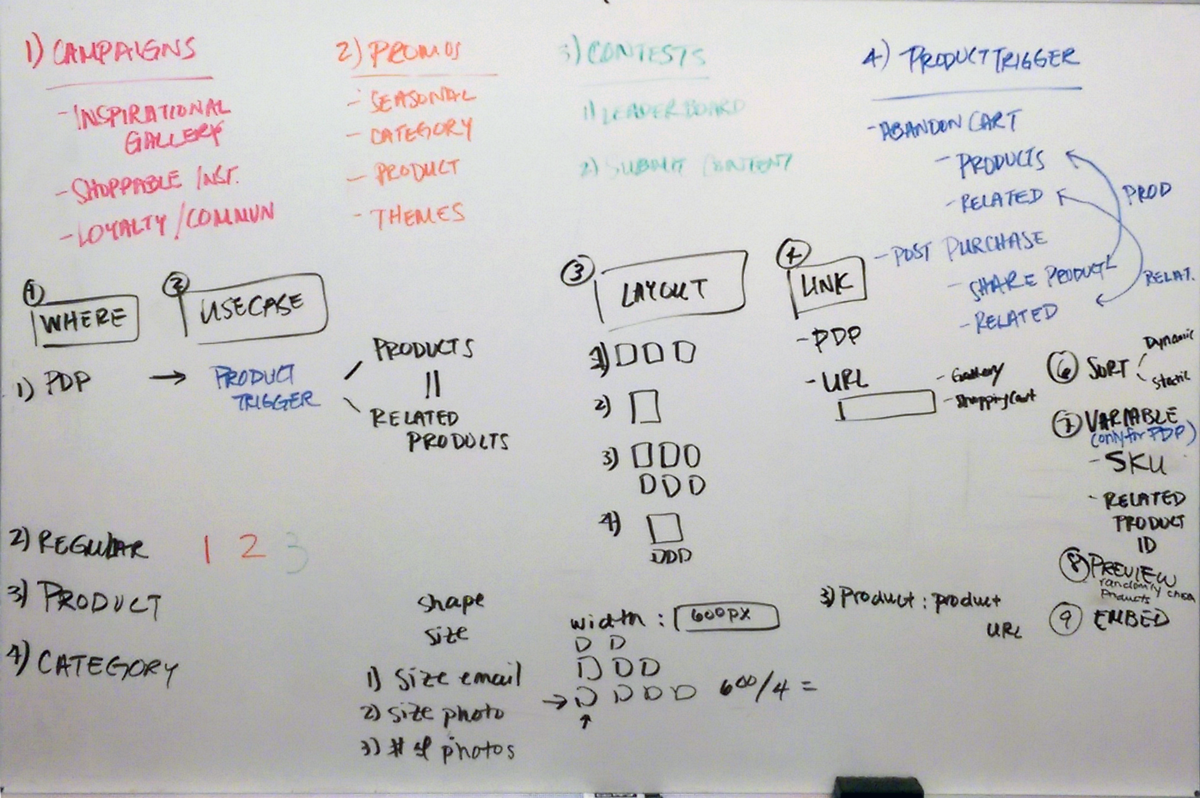 1) CAMPAIGNS
- INSPIRATIONAL
GALLERY
- SHOPPABLE INST.
- LOYALTY / COMMUN
2) PROMOS
- SEASONAL
- CATEGORY
- PRODUCT
- THEMES
3) CONTESTS
1) LEADERBOARD
2) SUBMIT CONTENT
4) PRODUCT TRIGGER
- ABANDON CART
- PRODUCTS
- RELATED
PROD
- POST PURCHASE
- SHARE PRODUCT
- RELATED
RELAT.
1
WHERE
1) PDP
2
USECASE
PRODUCT
TRIGGER
PRODUCTS
RELATED
PRODUCTS
2) REGULAR 1 2 3
3) PRODUCT
4) CATEGORY
3
LAYOUT
1)
2)
3)
4)
4
LINK
- PDP
- URL
- Gallery
- Shopping Cart
6 SORT
Dynamic
Static
7 VARIABLE
(only for PDP)
- SKU
- RELATED
PRODUCT
ID
8 PREVIEW
randomly
products
9 EMBED
shape
size
1) size email
2) size photo
3) # of photos
width: 600PX
600/4 =
3) Product: product
URL